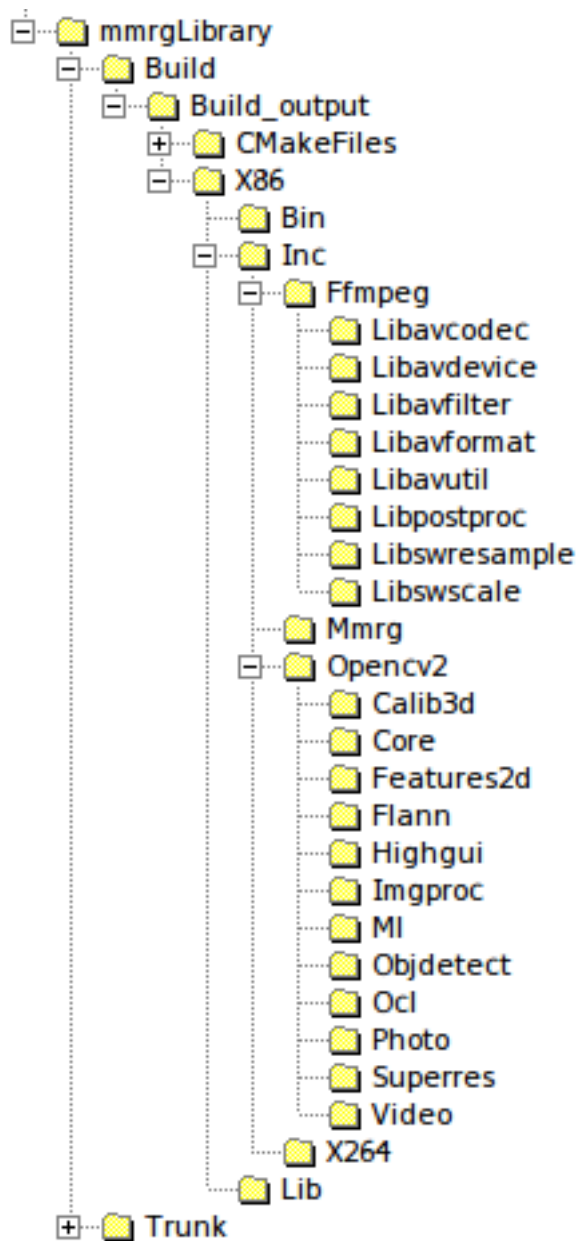 mmrgLibrary
Build
Build_output
CMakeFiles
X86
Bin
Inc
Ffmpeg
Libavcodec
Libavdevice
Libavfilter
Libavformat
Libavutil
Libpostproc
Libswresample
Libswscale
Mmrg
Opencv2
Calib3d
Core
Features2d
Flann
Highgui
Imgproc
Ml
Objdetect
Ocl
Photo
Superres
Video
X264
Lib
Trunk